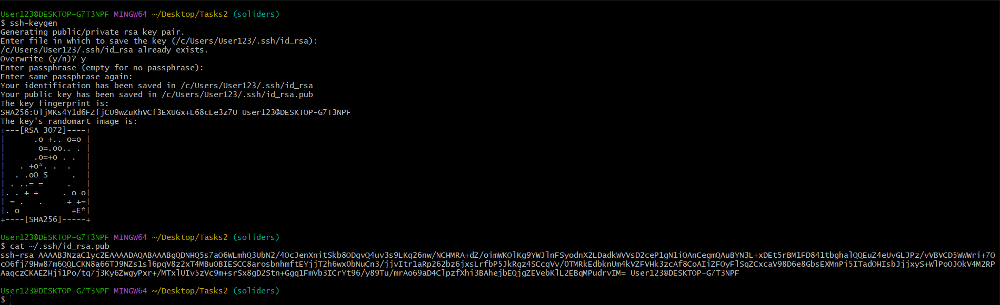 User123@DESKTOP-G7T3NPF MINGW64 ~/Desktop/Tasks2 (soliders)
$ ssh-keygen
Generating public/private rsa key pair.
Enter file in which to save the key (/c/Users/User123/.ssh/id_rsa):
/c/Users/User123/.ssh/id_rsa already exists.
Overwrite (y/n)? y
Enter passphrase (empty for no passphrase):
Enter same passphrase again:
Your identification has been saved in /c/Users/User123/.ssh/id_rsa
Your public key has been saved in /c/Users/User123/.ssh/id_rsa.pub
The key fingerprint is:
SHA256:OljMKs4Y1d6FZfjCU9wZuKhVCf3EXUGx+L68cLe3z7U User123@DESKTOP-G7T3NPF
The key's randomart image is:
+---[RSA 3072]----+
|      .o +.. o=o |
|       o=.oo.. . |
|      .o=+o . .  |
|   . +o*. .  .   |
|  . .oO S     .  |
| . ..= =     .   |
|. . + +     . o o|
| = .   .     + +=|
|. o           +E*|
+----[SHA256]-----+
User123@DESKTOP-G7T3NPF MINGW64 ~/Desktop/Tasks2 (soliders)
$ cat ~/.ssh/id_rsa.pub
ssh-rsa AAAAB3NzaC1yc2EAAAADAQABAAABgQDNHQ5s7aO6WLmhQ3UbN2/4OcJenXnitSkb8ODgvQ4uv3s9LKq26nw/NCHMRA+dZ/oimWKOlKg9YWJlnFSyodnX2LDadkWVVsD2ceP1gN1iOAnCegmQAuBYN3L+xDEt5rBM1FD841tbghalQQEuZ4eUvGLJPz/vVBVCD5WWWri+7O
cO6fj79Hw87m6QQLCKN8a66TJ9NZs1sl6pqV8z2xT4MBuOBIESCC8arosbnhmftEYjjT2h6wxObNuCn3/jjvItr1aRp262bz6jxsLrfbP5JkRgz4SCcqVv/0TMRkEdbknUm4kVZFVHk3zcAf8CoAIiZFOyFlSqZCxcaV98D6e8GbsEXMnPi5ITadOHIsbJjjxyS+WlPoOJOkV4M2RP
AaqczCKAEZHji1Po/tq7j3Ky6ZwgyPxr+/MTxlUIv5zVc9m+srSx8gD2Stn+Ggq1FmVb3ICrYt96/y89Tu/mrAo69aD4ClpzfXhi3BAhejbEQjgZEVebKlL2EBqMPudrvIM= User123@DESKTOP-G7T3NPF
User123@DESKTOP-G7T3NPF MINGW64 ~/Desktop/Tasks2 (soliders)
$